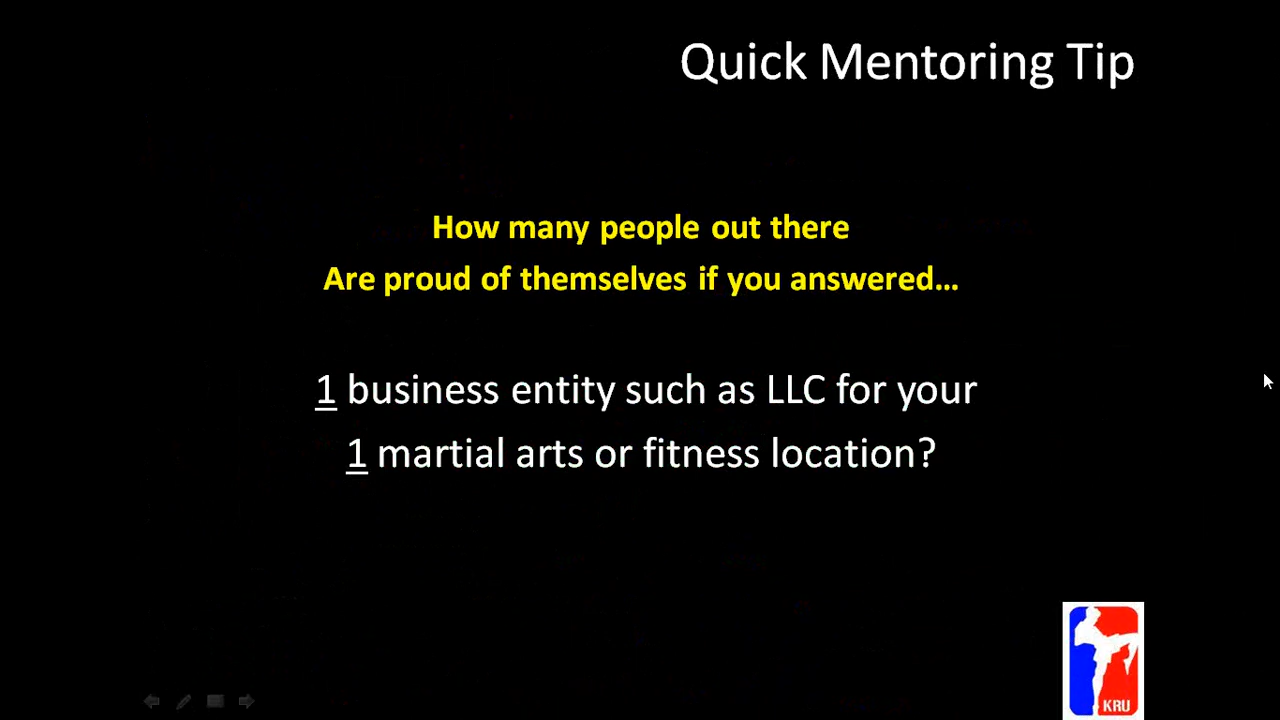 Quick Mentoring Tip
How many people out there
Are proud of themselves if you answered...
1 business entity such as LLC for your
1 martial arts or fitness location?
KRU